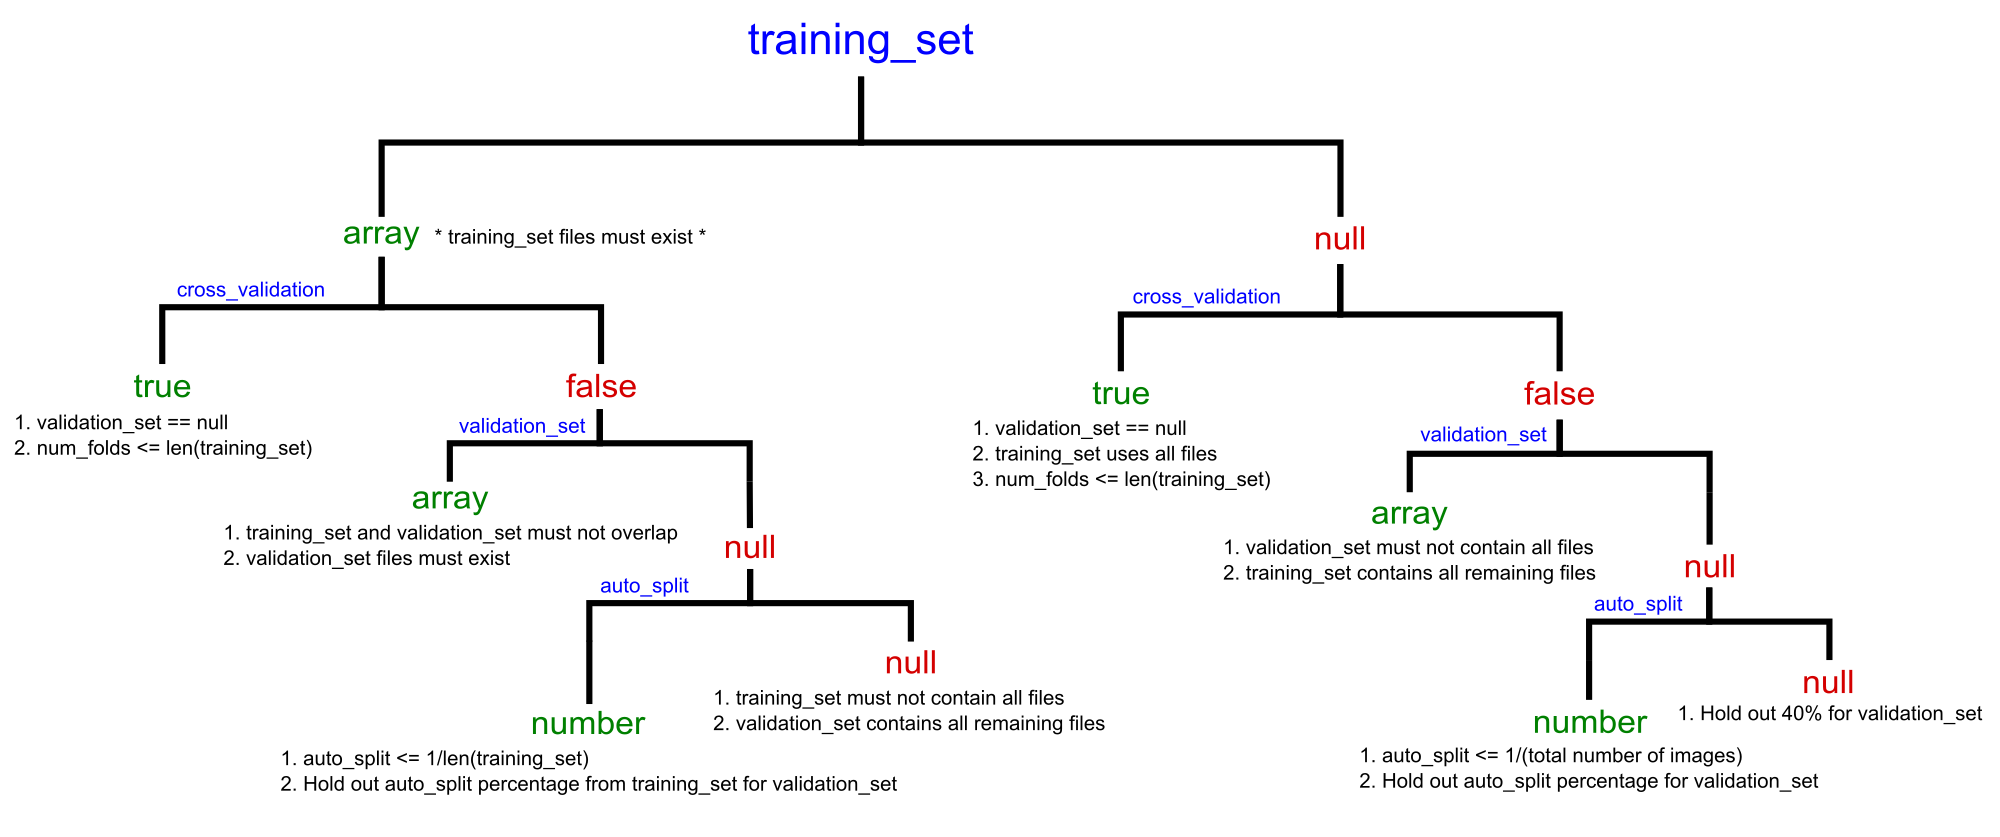 training_set
array
* training_set files must exist *
null
cross_validation
cross_validation
true
1. validation_set == null
2. num_folds <= len(training_set)
false
validation_set
array
1. training_set and validation_set must not overlap
2. validation_set files must exist
null
auto_split
number
1. auto_split <= 1/len(training_set)
2. Hold out auto_split percentage from training_set for validation_set
null
1. training_set must not contain all files
2. validation_set contains all remaining files
true
1. validation_set == null
2. training_set uses all files
3. num_folds <= len(training_set)
false
validation_set
array
1. validation_set must not contain all files
2. training_set contains all remaining files
null
auto_split
number
1. auto_split <= 1/(total number of images)
2. Hold out auto_split percentage for validation_set
null
1. Hold out 40% for validation_set